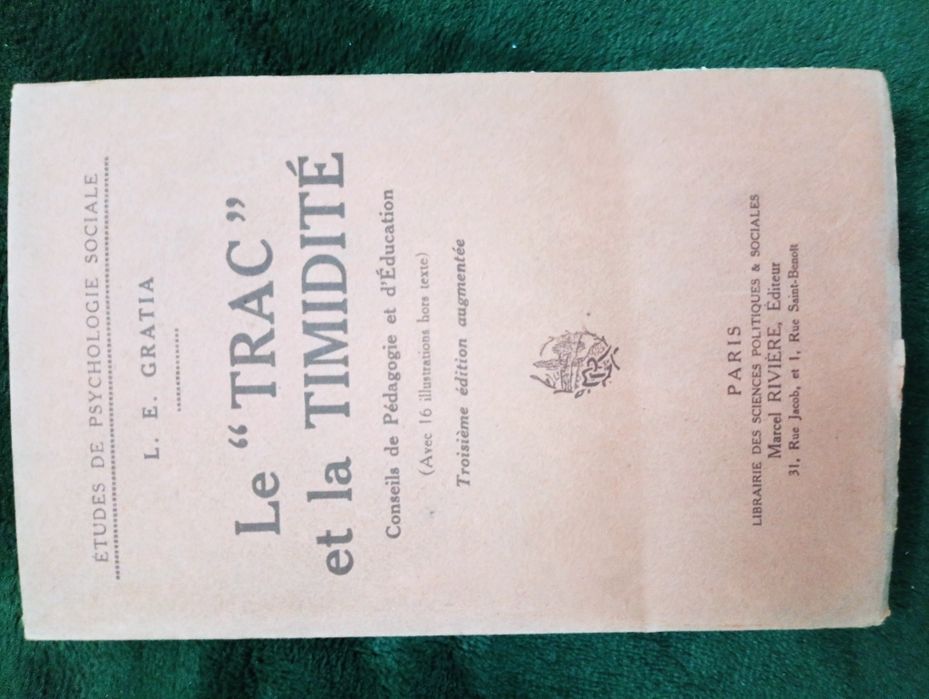 ÉTUDES DE PSYCHOLOGIE SOCIALE
L. E. GRATIA
Le “TRAC”
et la TIMIDITÉ
Conseils de Pédagogie et d'Éducation
(Avec 16 illustrations hors texte)
Troisième édition augmentée
PARIS
LIBRAIRIE DES SCIENCES POLITIQUES & SOCIALES
Marcel RIVIÈRE, Éditeur
31, Rue Jacob, et 1, Rue Saint-Benoît